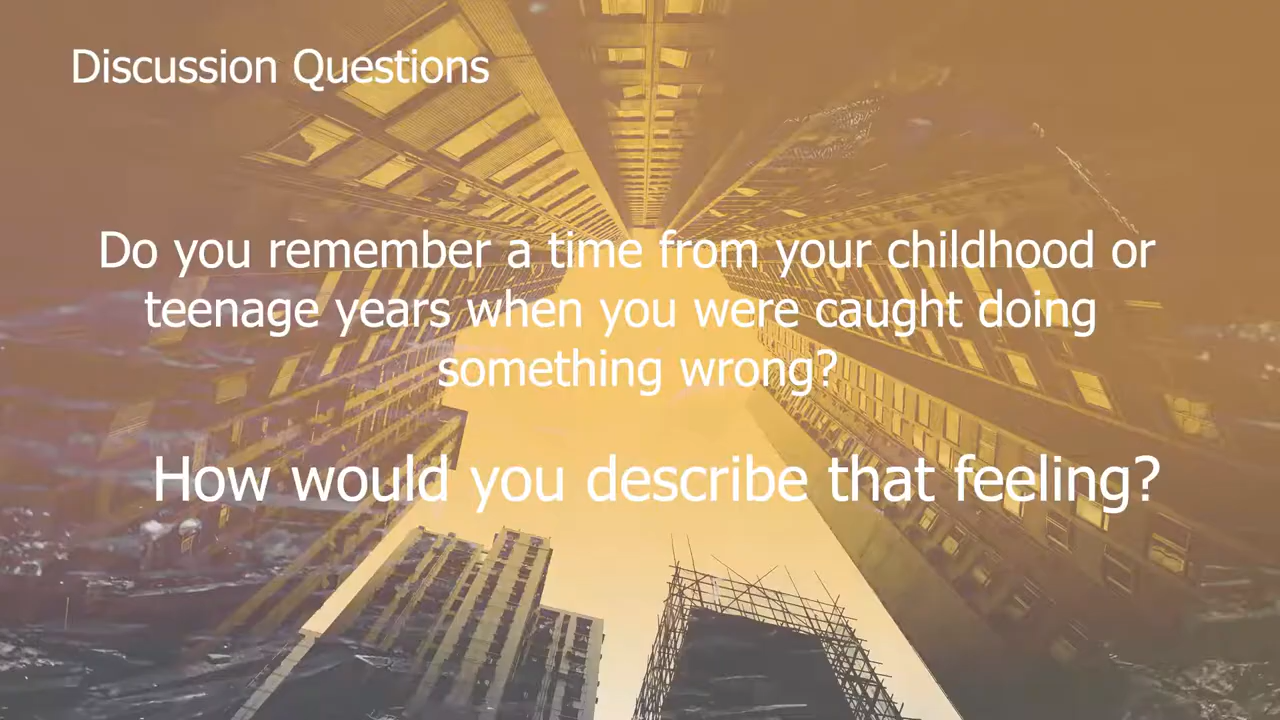 Discussion Questions
Do you remember a time from your childhood or
teenage years when you were caught doing
something wrong?
How would you describe that feeling?